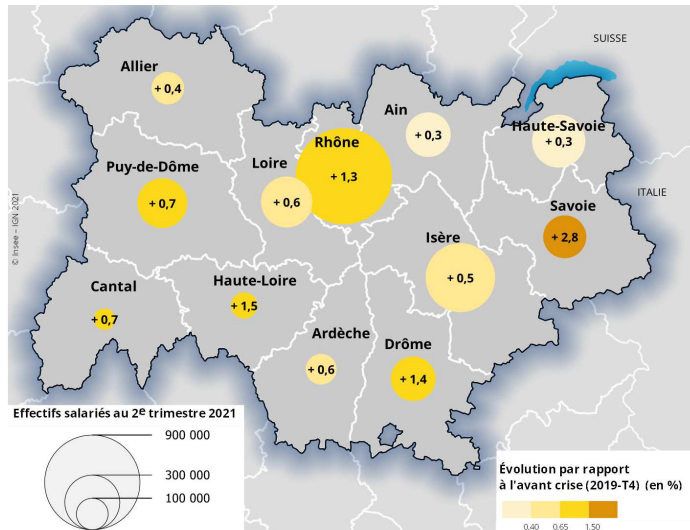 SUISSE
Allier
+ 0,4
Ain
+ 0,3
Haute-Savoie
+ 0,3
Rhône
+ 1,3
Loire
+ 0,6
Puy-de-Dôme
+ 0,7
ITALIE
Savoie
+ 2,8
© Insee – IGN 2021
Isère
+ 0,5
Haute-Loire
+ 1,5
Cantal
+ 0,7
Ardèche
+ 0,6
Drôme
+ 1,4
Effectifs salariés au 2e trimestre 2021
900 000
300 000
100 000
Évolution par rapport
à l'avant crise (2019-T4) (en %)
0.40 0.65 1.50